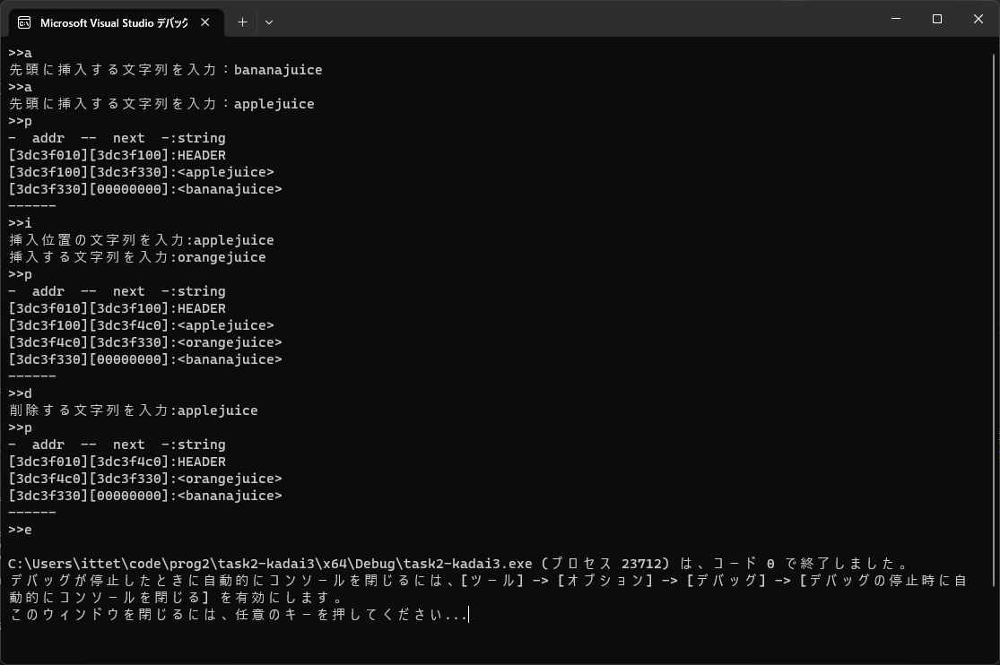 Microsoft Visual Studio デバック
>>a
先頭に挿入する文字列を入力：bananajuice
>>a
先頭に挿入する文字列を入力：applejuice
>>p
-  addr  --  next  -:string
[3dc3f010][3dc3f100]:HEADER
[3dc3f100][3dc3f330]:<applejuice>
[3dc3f330][00000000]:<bananajuice>
------
>>i
挿入位置の文字列を入力:applejuice
挿入する文字列を入力:orangejuice
>>p
-  addr  --  next  -:string
[3dc3f010][3dc3f100]:HEADER
[3dc3f100][3dc3f4c0]:<applejuice>
[3dc3f4c0][3dc3f330]:<orangejuice>
[3dc3f330][00000000]:<bananajuice>
------
>>d
削除する文字列を入力:applejuice
>>p
-  addr  --  next  -:string
[3dc3f010][3dc3f4c0]:HEADER
[3dc3f4c0][3dc3f330]:<orangejuice>
[3dc3f330][00000000]:<bananajuice>
------
>>e
C:\Users\ittet\code\prog2\task2-kadai3\x64\Debug\task2-kadai3.exe (プロセス 23712) は、コード 0 で終了しました。
デバッグが停止したときに自動的にコンソールを閉じるには、[ツール] -> [オプション] -> [デバッグ] -> [デバッグの停止時に自
動的にコンソールを閉じる] を有効にします。
このウィンドウを閉じるには、任意のキーを押してください...